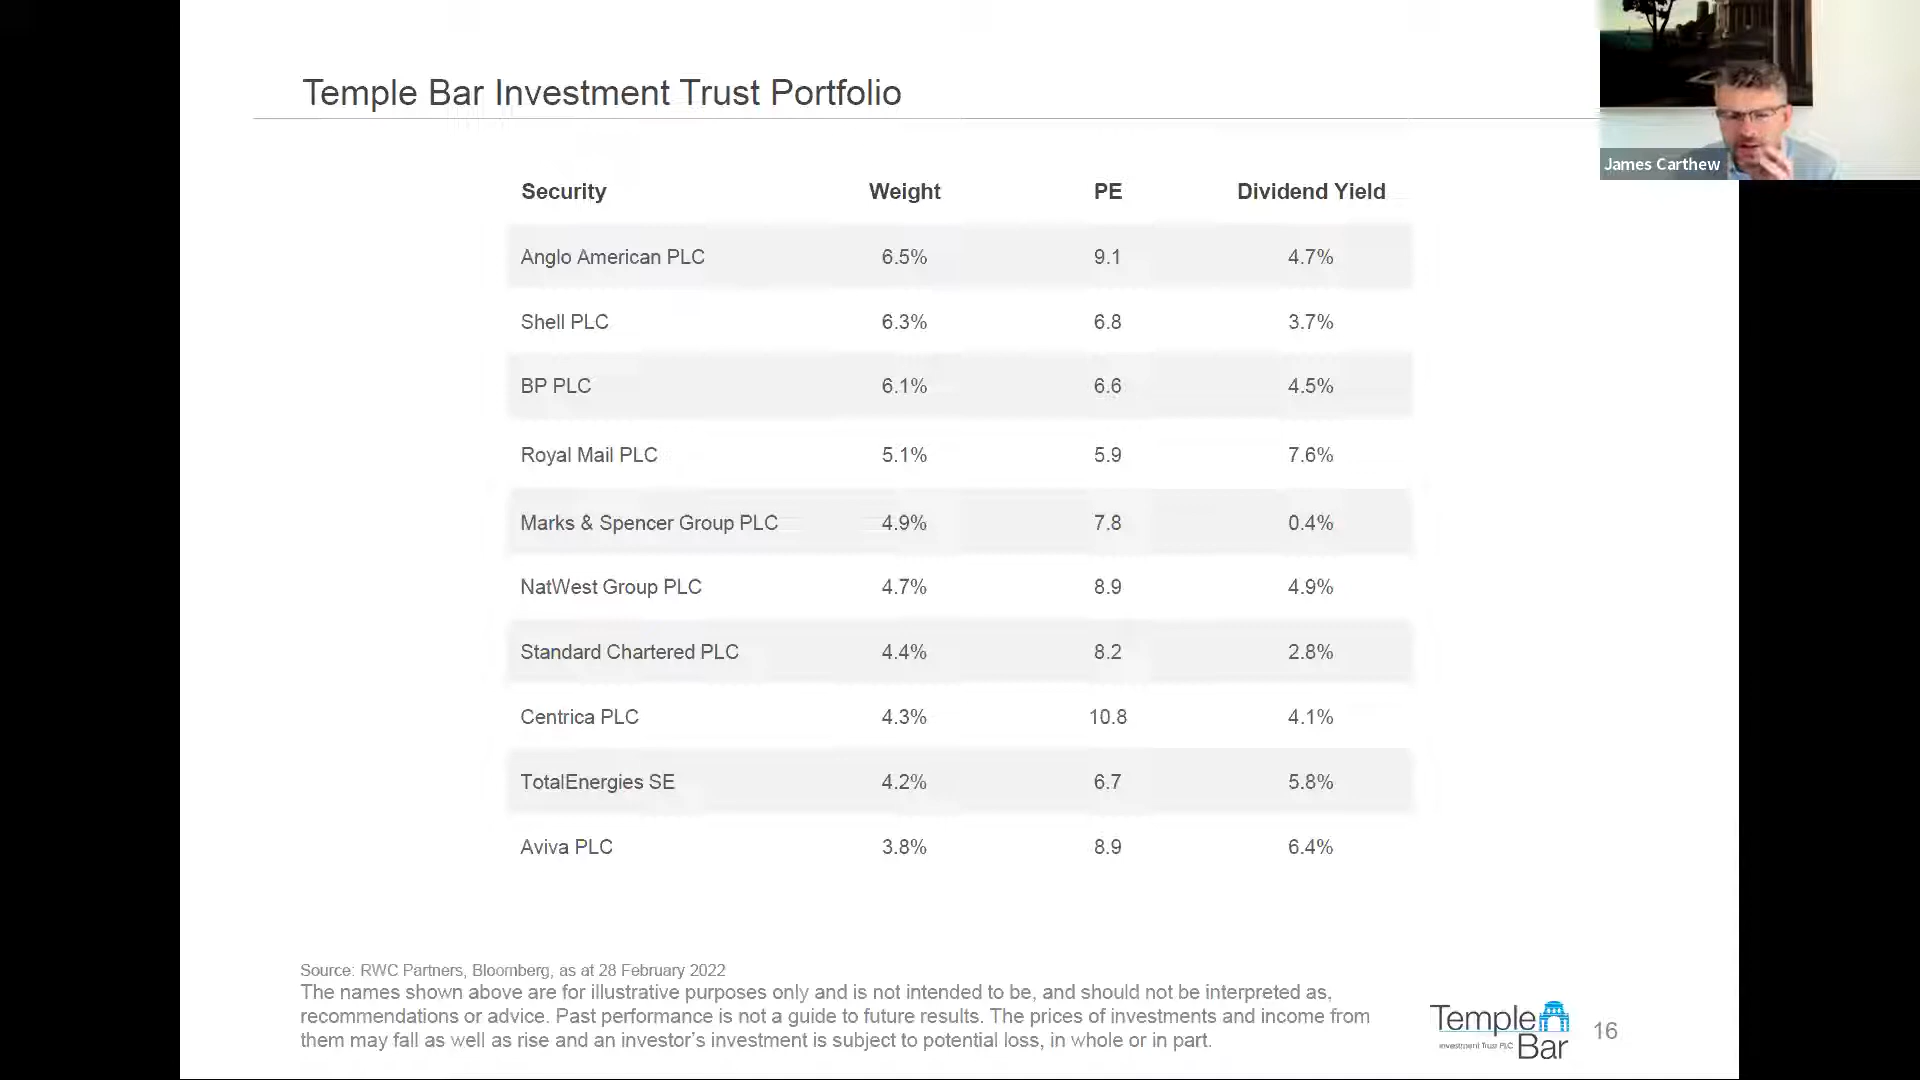 Temple Bar Investment Trust Portfolio
James Carthew
Security Weight PE Dividend Yield
Anglo American PLC 6.5% 9.1 4.7%
Shell PLC 6.3% 6.8 3.7%
BP PLC 6.1% 6.6 4.5%
Royal Mail PLC 5.1% 5.9 7.6%
Marks & Spencer Group PLC 4.9% 7.8 0.4%
NatWest Group PLC 4.7% 8.9 4.9%
Standard Chartered PLC 4.4% 8.2 2.8%
Centrica PLC 4.3% 10.8 4.1%
TotalEnergies SE 4.2% 6.7 5.8%
Aviva PLC 3.8% 8.9 6.4%
Source: RWC Partners, Bloomberg, as at 28 February 2022
The names shown above are for illustrative purposes only and is not intended to be, and should not be interpreted as,
recommendations or advice. Past performance is not a guide to future results. The prices of investments and income from
them may fall as well as rise and an investor’s investment is subject to potential loss, in whole or in part.
Temple
Investment Trust PLC Bar
16